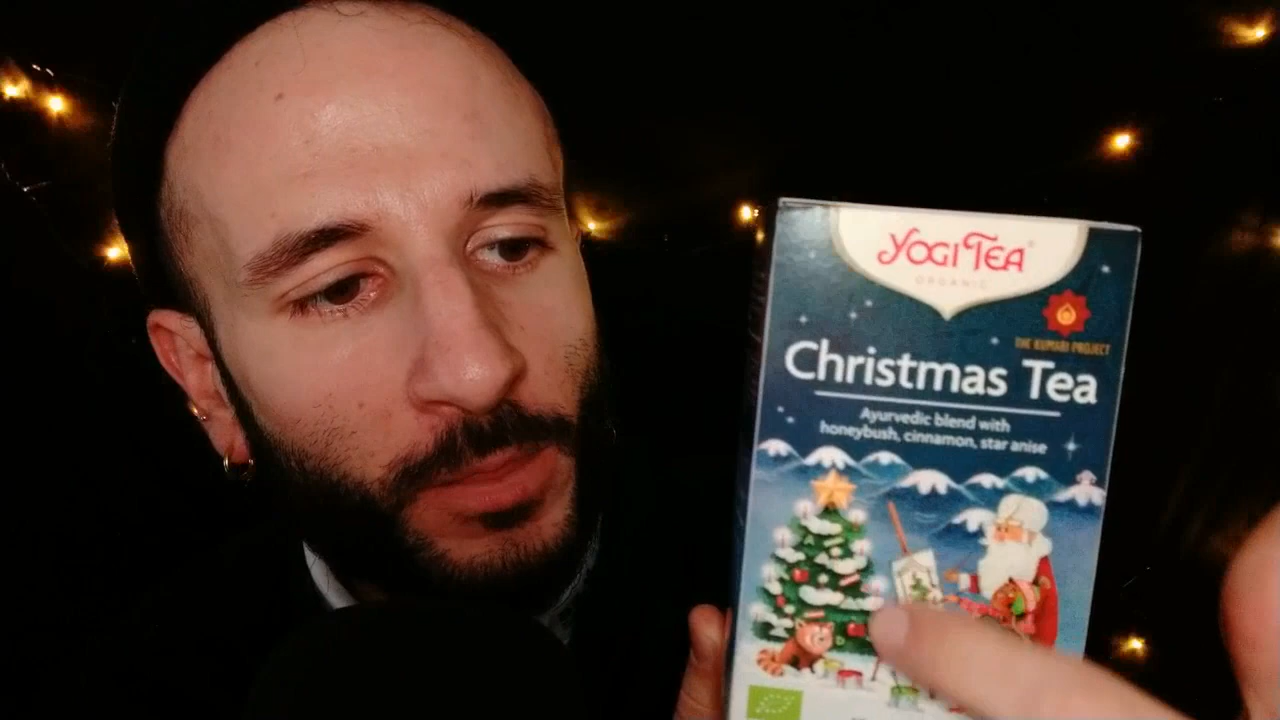 YOGI TEA®
ORGANIC
THE KUMARI PROJECT
Christmas Tea
Ayurvedic blend with
honeybush, cinnamon, star anise